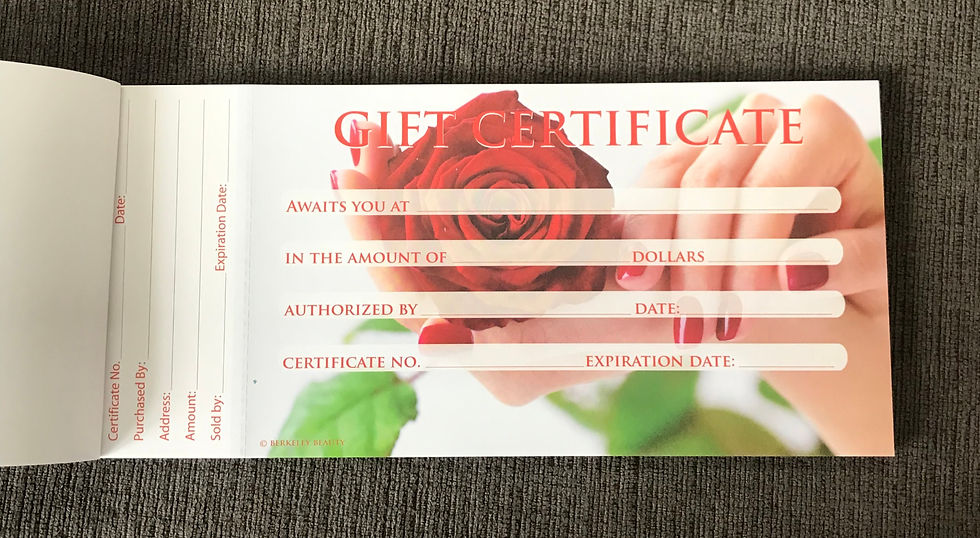 Certificate No. Date:
Purchased By:
Address:
Amount:
Sold by: Expiration Date:
GIFT CERTIFICATE
AWAITS YOU AT
IN THE AMOUNT OF DOLLARS
AUTHORIZED BY DATE:
CERTIFICATE NO. EXPIRATION DATE:
© BERKELEY BEAUTY